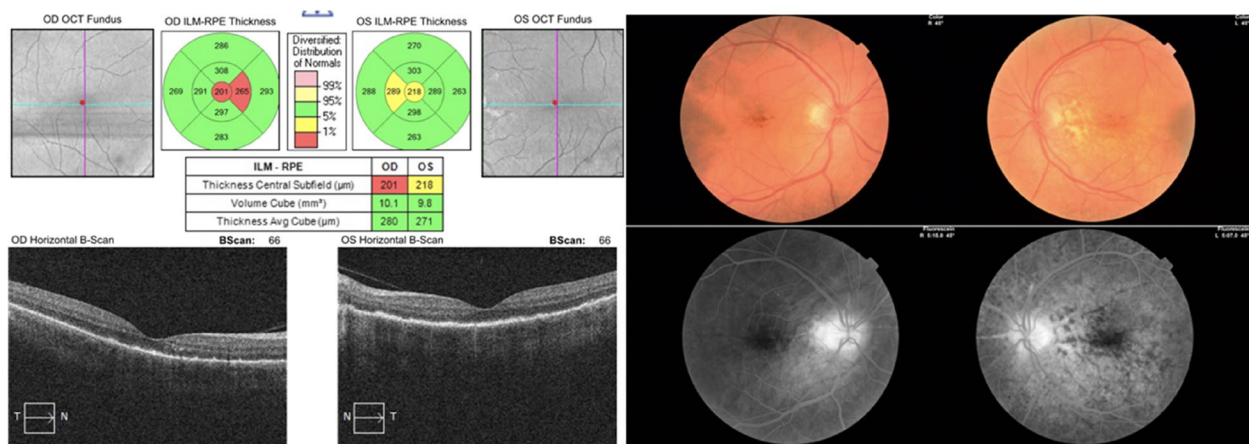 OD OCT Fundus
OD ILM-RPE Thickness
OS ILM-RPE Thickness
OS OCT Fundus
286
308
269 291 201 265 293
297
283
Diversified:
Distribution
of Normals
99%
95%
5%
1%
270
303
288 289 218 289 263
298
263
ILM - RPE OD OS
Thickness Central Subfield (µm) 201 218
Volume Cube (mm³) 10.1 9.8
Thickness Avg Cube (µm) 280 271
OD Horizontal B-Scan BScan: 66
OS Horizontal B-Scan BScan: 66
T N
N T
Color
R 45°
Color
L 45°
Fluorescein
Fluorescein